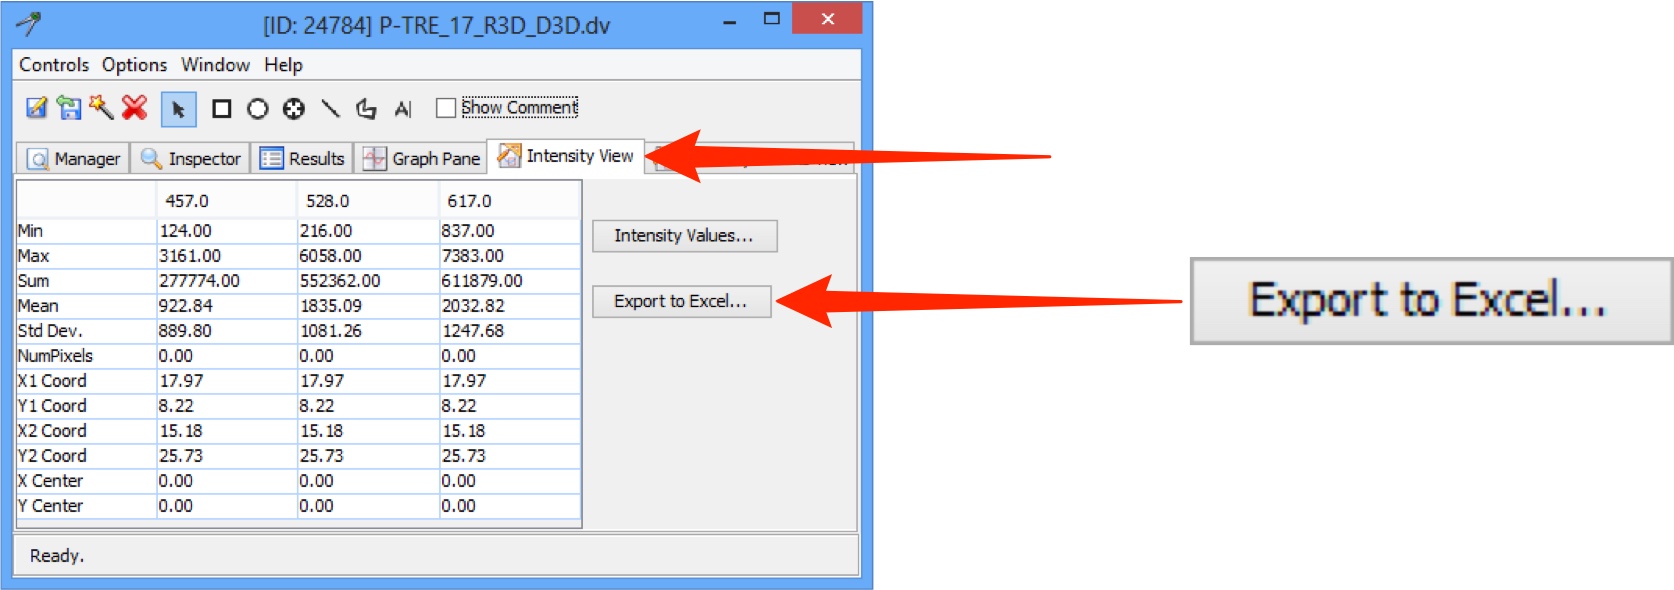 [ID: 24784] P-TRE_17_R3D_D3D.dv
Controls Options Window Help
Show Comment
Manager Inspector Results Graph Pane Intensity View
457.0 528.0 617.0
Min 124.00 216.00 837.00
Max 3161.00 6058.00 7383.00
Sum 277774.00 552362.00 611879.00
Mean 922.84 1835.09 2032.82
Std Dev. 889.80 1081.26 1247.68
NumPixels 0.00 0.00 0.00
X1 Coord 17.97 17.97 17.97
Y1 Coord 8.22 8.22 8.22
X2 Coord 15.18 15.18 15.18
Y2 Coord 25.73 25.73 25.73
X Center 0.00 0.00 0.00
Y Center 0.00 0.00 0.00
Intensity Values...
Export to Excel...
Ready.
Export to Excel...